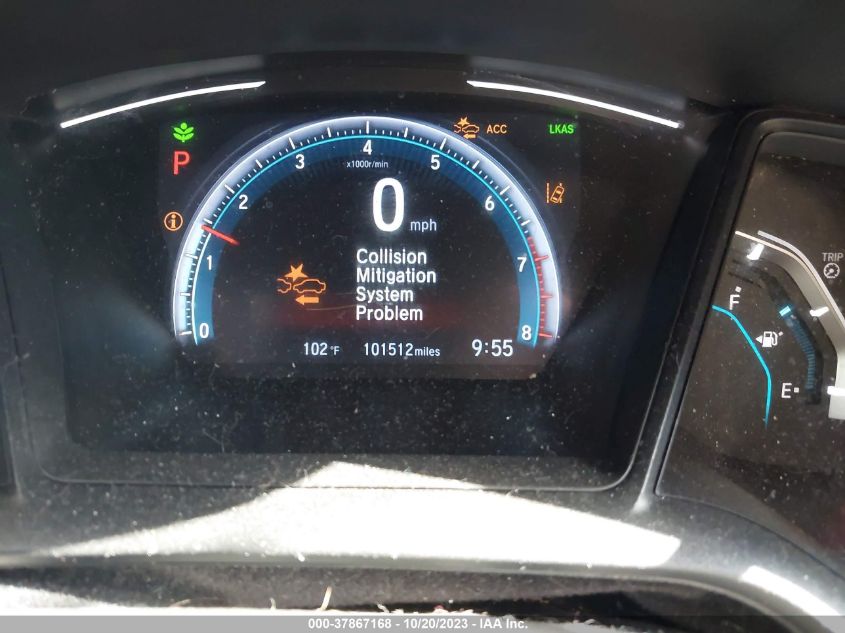 ACC
LKAS
P
x1000r/min
0
1
2
3
4
5
6
7
8
0 mph
Collision
Mitigation
System
Problem
102°F
101512 miles
9:55
TRIP
F
E
000-37867168 - 10/20/2023 - IAA Inc.